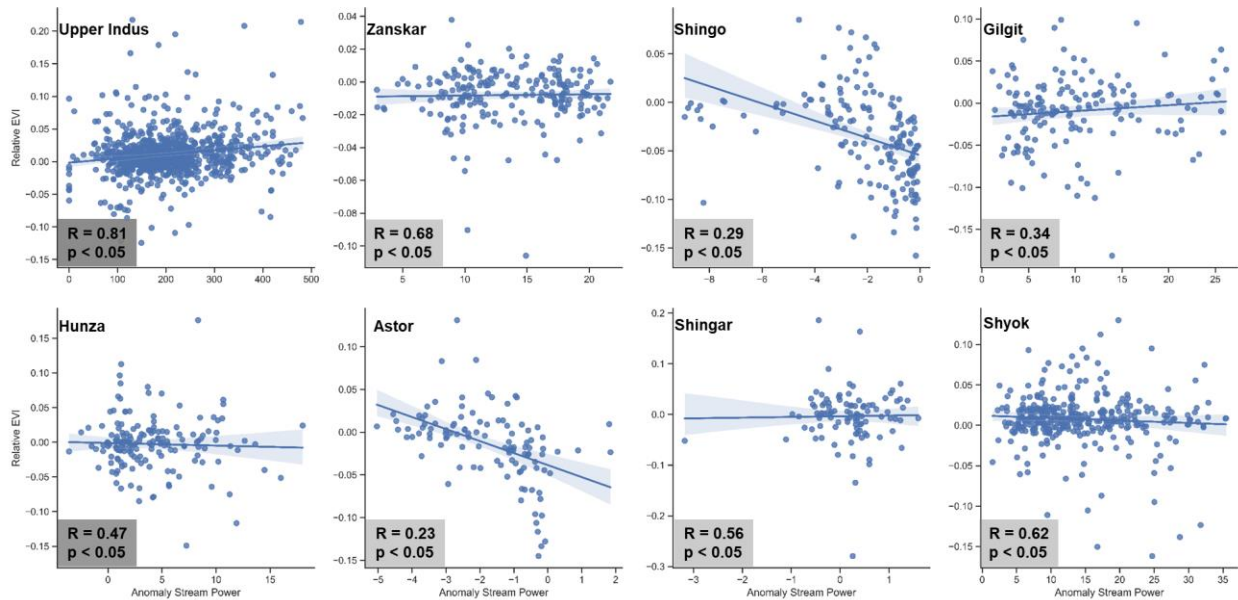 Upper Indus
0.20
0.15
0.10
0.05
0.00
−0.05
−0.10
−0.15
Relative EVI
R = 0.81
p < 0.05
0 100 200 300 400 500
Zanskar
0.04
0.02
0.00
−0.02
−0.04
−0.06
−0.08
−0.10
R = 0.68
p < 0.05
5 10 15 20
Shingo
0.05
0.00
−0.05
−0.10
−0.15
R = 0.29
p < 0.05
−8 −6 −4 −2 0
Gilgit
0.10
0.05
0.00
−0.05
−0.10
−0.15
R = 0.34
p < 0.05
0 5 10 15 20 25
Hunza
0.15
0.10
0.05
0.00
−0.05
−0.10
−0.15
Relative EVI
R = 0.47
p < 0.05
0 5 10 15
Anomaly Stream Power
Astor
0.15
0.10
0.05
0.00
−0.05
−0.10
−0.15
R = 0.23
p < 0.05
−5 −4 −3 −2 −1 0 1 2
Anomaly Stream Power
Shingar
0.2
0.1
0.0
−0.1
−0.2
−0.3
R = 0.56
p < 0.05
−3 −2 −1 0 1
Anomaly Stream Power
Shyok
0.10
0.05
0.00
−0.05
−0.10
−0.15
R = 0.62
p < 0.05
0 5 10 15 20 25 30 35
Anomaly Stream Power